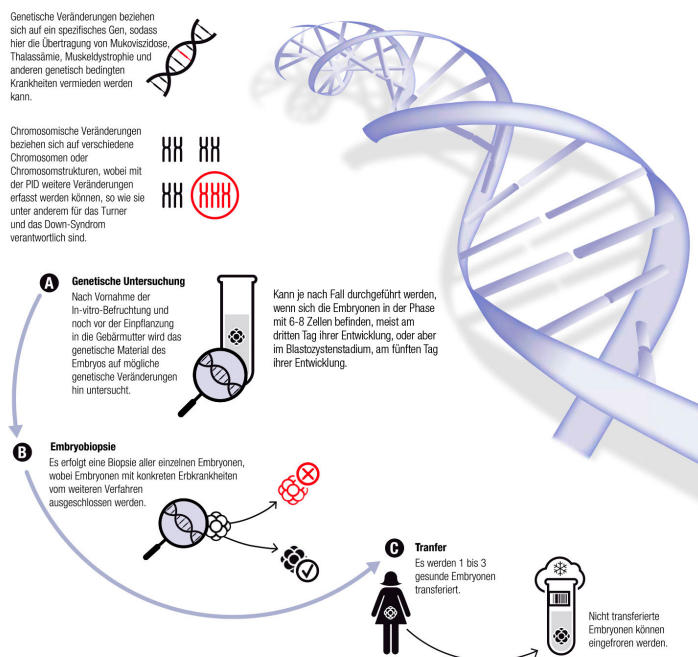 Genetische Veränderungen beziehen
sich auf ein spezifisches Gen, sodass
hier die Übertragung von Mukoviszidose,
Thalassämie, Muskeldystrophie und
anderen genetisch bedingten
Krankheiten vermieden werden
kann.
Chromosomische Veränderungen
beziehen sich auf verschiedene
Chromosomen oder
Chromosomstrukturen, wobei mit
der PID weitere Veränderungen
erfasst werden können, so wie sie
unter anderem für das Turner
und das Down-Syndrom
verantwortlich sind.
A Genetische Untersuchung
Nach Vornahme der
In-vitro-Befruchtung und
noch vor der Einpflanzung
in die Gebärmutter wird das
genetische Material des
Embryos auf mögliche
genetische Veränderungen
hin untersucht.
Kann je nach Fall durchgeführt werden,
wenn sich die Embryonen in der Phase
mit 6-8 Zellen befinden, meist am
dritten Tag ihrer Entwicklung, oder aber
im Blastozystenstadium, am fünften Tag
ihrer Entwicklung.
B Embryobiopsie
Es erfolgt eine Biopsie aller einzelnen Embryonen,
wobei Embryonen mit konkreten Erbkrankheiten
vom weiteren Verfahren
ausgeschlossen werden.
C Tranfer
Es werden 1 bis 3
gesunde Embryonen
transferiert.
Nicht transferierte
Embryonen können
eingefroren werden.